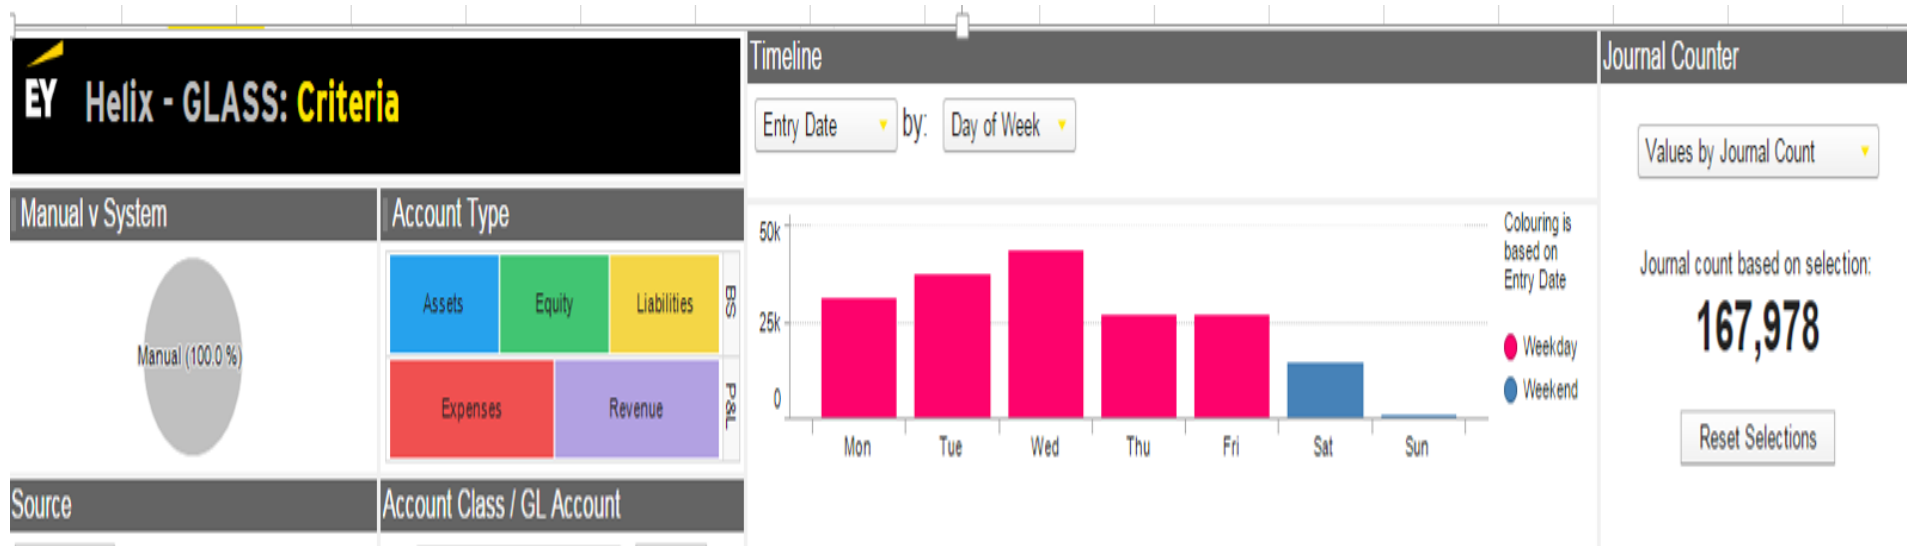 EY
Helix - GLASS: Criteria
Manual v System
Manual (100.0 %)
Account Type
Assets
Equity
Liabilities
BS
Expenses
Revenue
P&L
Source
Account Class / GL Account
Timeline
Entry Date
by:
Day of Week
50k
25k
0
Mon
Tue
Wed
Thu
Fri
Sat
Sun
Colouring is
based on
Entry Date
Weekday
Weekend
Journal Counter
Values by Journal Count
Journal count based on selection:
167,978
Reset Selections